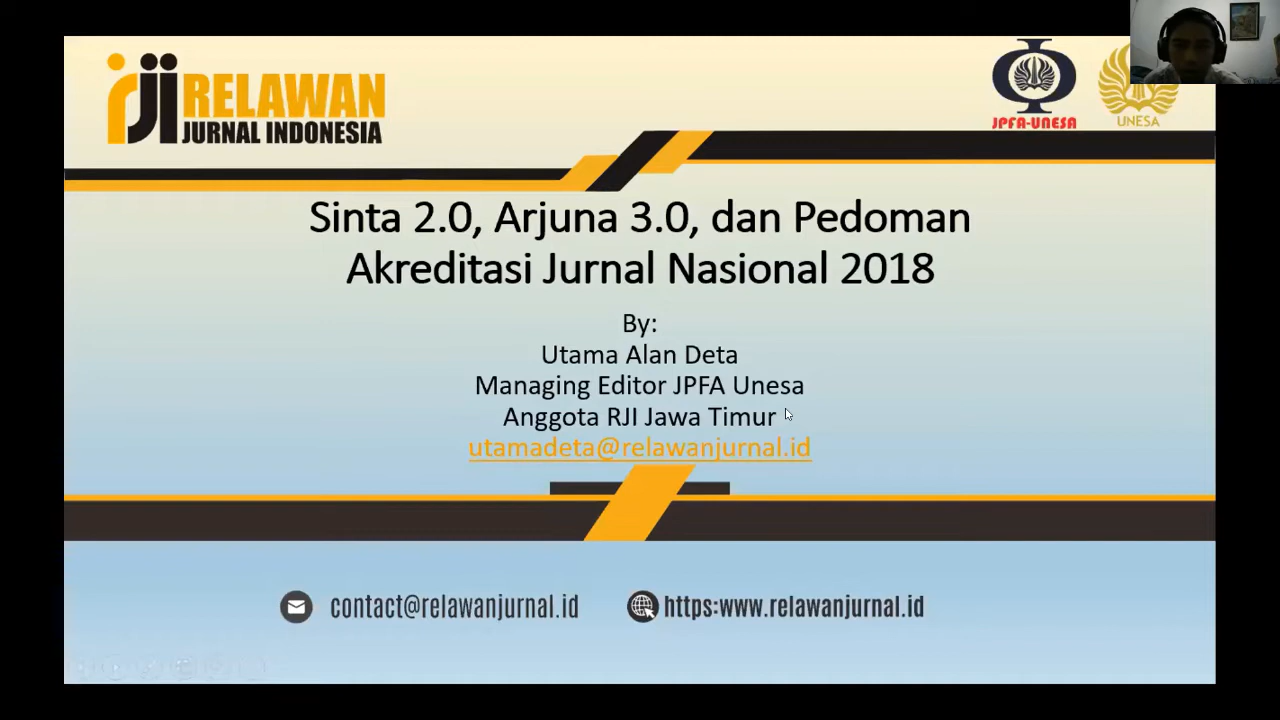 rji RELAWAN
JURNAL INDONESIA
JPFA-UNESA
UNESA
Sinta 2.0, Arjuna 3.0, dan Pedoman
Akreditasi Jurnal Nasional 2018
By:
Utama Alan Deta
Managing Editor JPFA Unesa
Anggota RJI Jawa Timur
utamadeta@relawanjurnal.id
contact@relawanjurnal.id
https:www.relawanjurnal.id